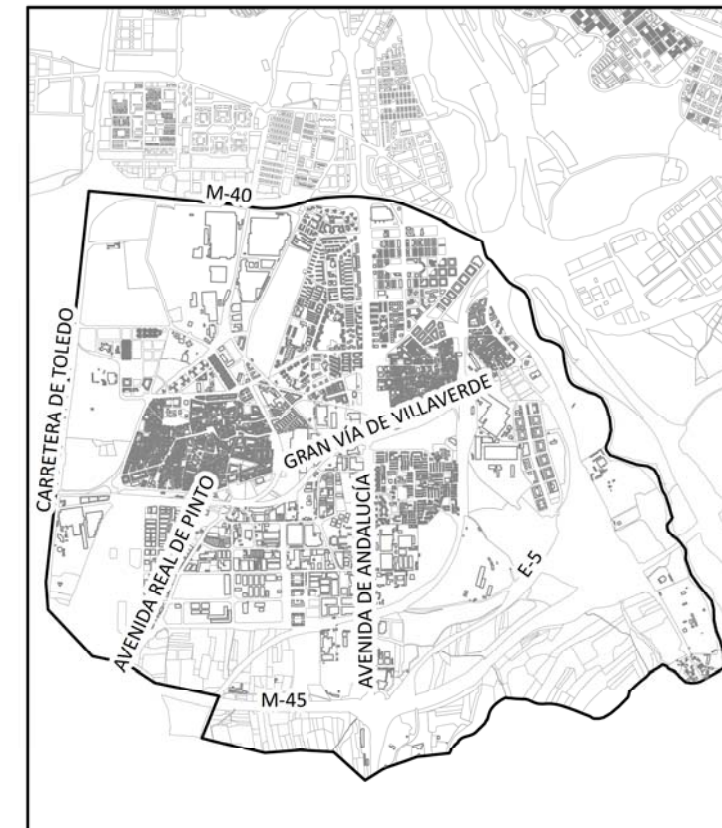 M-40
CARRETERA DE TOLEDO
GRAN VÍA DE VILLAVERDE
AVENIDA REAL DE PINTO
AVENIDA DE ANDALUCÍA
E-5
M-45